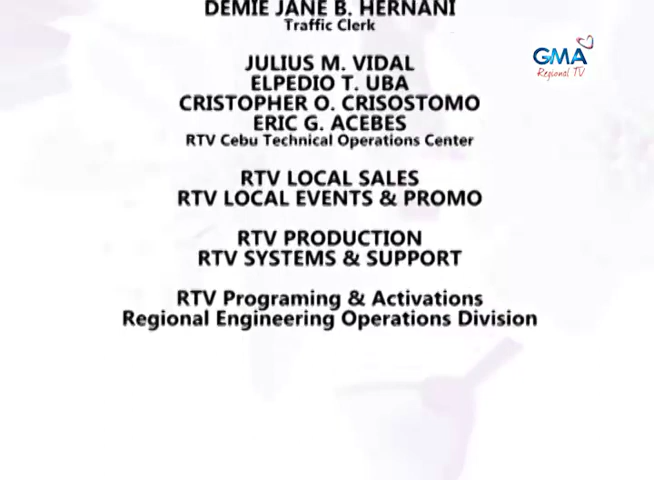 DEMIE JANE B. HERNANI
Traffic Clerk
JULIUS M. VIDAL
ELPEDIO T. UBA
CRISTOPHER O. CRISOSTOMO
ERIC G. ACEBES
RTV Cebu Technical Operations Center
RTV LOCAL SALES
RTV LOCAL EVENTS & PROMO
RTV PRODUCTION
RTV SYSTEMS & SUPPORT
RTV Programing & Activations
Regional Engineering Operations Division
GMA
Regional TV